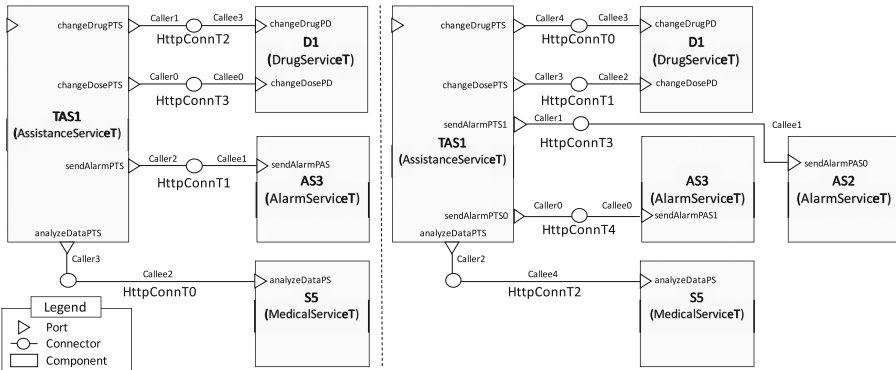 changeDrugPTS
Caller1
Callee3
HttpConnT2
changeDrugPD
D1
(DrugServiceT)
changeDosePTS
Caller0
Callee0
HttpConnT3
changeDosePD
TAS1
(AssistanceServiceT)
sendAlarmPTS
Caller2
Callee1
HttpConnT1
sendAlarmPAS
AS3
(AlarmServiceT)
analyzeDataPTS
Caller3
Callee2
HttpConnT0
analyzeDataPS
S5
(MedicalServiceT)
Legend
Port
Connector
Component
changeDrugPTS
Caller4
Callee3
HttpConnT0
changeDrugPD
D1
(DrugServiceT)
changeDosePTS
Caller3
Callee2
HttpConnT1
changeDosePD
sendAlarmPTS1
Caller1
Callee1
HttpConnT3
TAS1
(AssistanceServiceT)
sendAlarmPAS0
AS2
(AlarmServiceT)
AS3
(AlarmServiceT)
sendAlarmPTS0
Caller0
Callee0
HttpConnT4
sendAlarmPAS1
analyzeDataPTS
Caller2
Callee4
HttpConnT2
analyzeDataPS
S5
(MedicalServiceT)